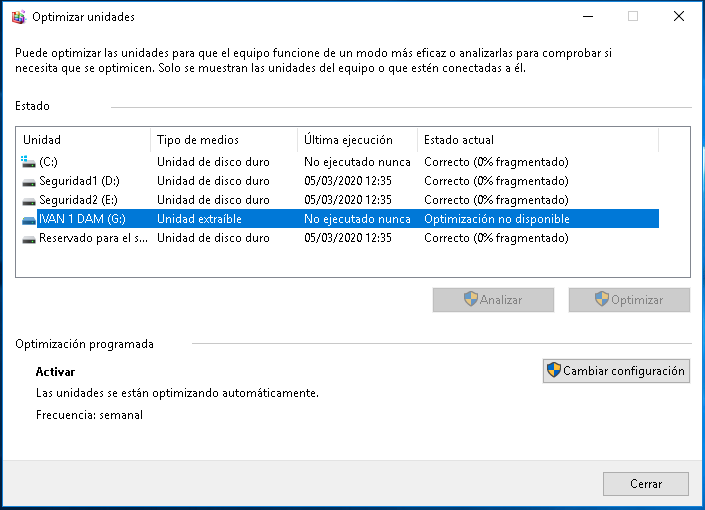 Optimizar unidades
Puede optimizar las unidades para que el equipo funcione de un modo más eficaz o analizarlas para comprobar si
necesita que se optimicen. Solo se muestran las unidades del equipo o que estén conectadas a él.
Estado
Unidad Tipo de medios Última ejecución Estado actual
(C:) Unidad de disco duro No ejecutado nunca Correcto (0% fragmentado)
Seguridad1 (D:) Unidad de disco duro 05/03/2020 12:35 Correcto (0% fragmentado)
Seguridad2 (E:) Unidad de disco duro 05/03/2020 12:35 Correcto (0% fragmentado)
IVAN 1 DAM (G:) Unidad extraíble No ejecutado nunca Optimización no disponible
Reservado para el s... Unidad de disco duro 05/03/2020 12:35 Correcto (0% fragmentado)
Analizar Optimizar
Optimización programada
Activar Cambiar configuración
Las unidades se están optimizando automáticamente.
Frecuencia: semanal
Cerrar